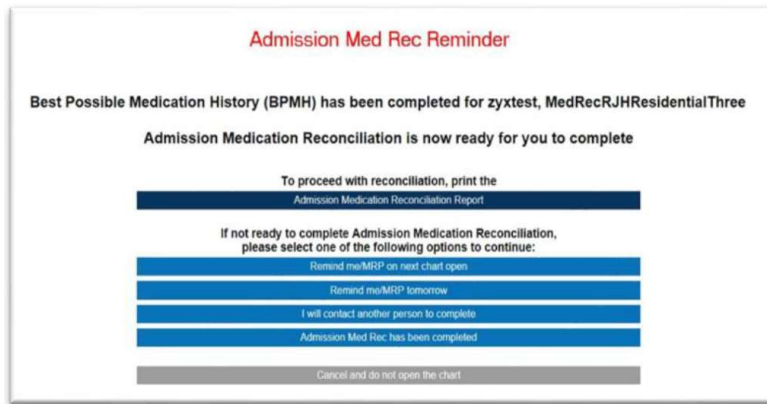 Admission Med Rec Reminder
Best Possible Medication History (BPMH) has been completed for zyxtest, MedRecRJHResidentialThree
Admission Medication Reconciliation is now ready for you to complete
To proceed with reconciliation, print the
Admission Medication Reconciliation Report
If not ready to complete Admission Medication Reconciliation,
please select one of the following options to continue:
Remind me/MRP on next chart open
Remind me/MRP tomorrow
I will contact another person to complete
Admission Med Rec has been completed
Cancel and do not open the chart